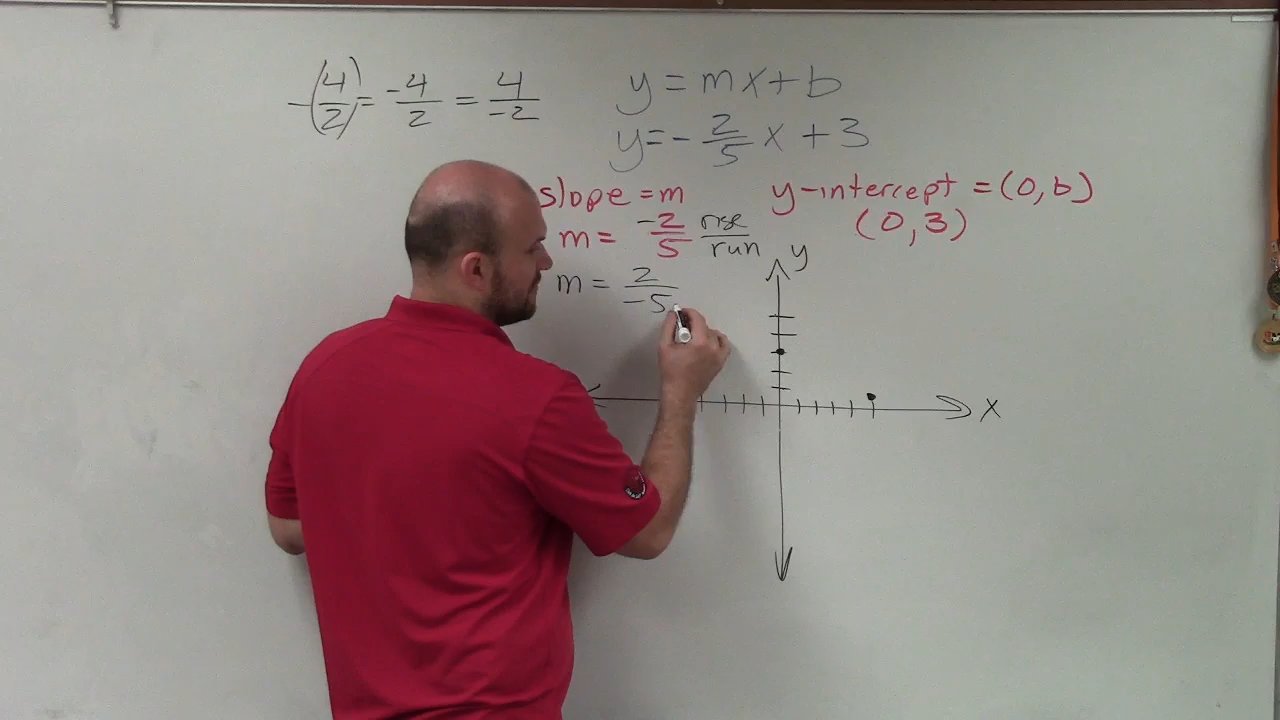 -(4/2) = -4/2 = 4/-2
y = mx + b
y = - 2/5 x + 3
slope = m
y-intercept = (0, b)
m = -2/5 rise/run
(0, 3)
m = 2/-5
y
x